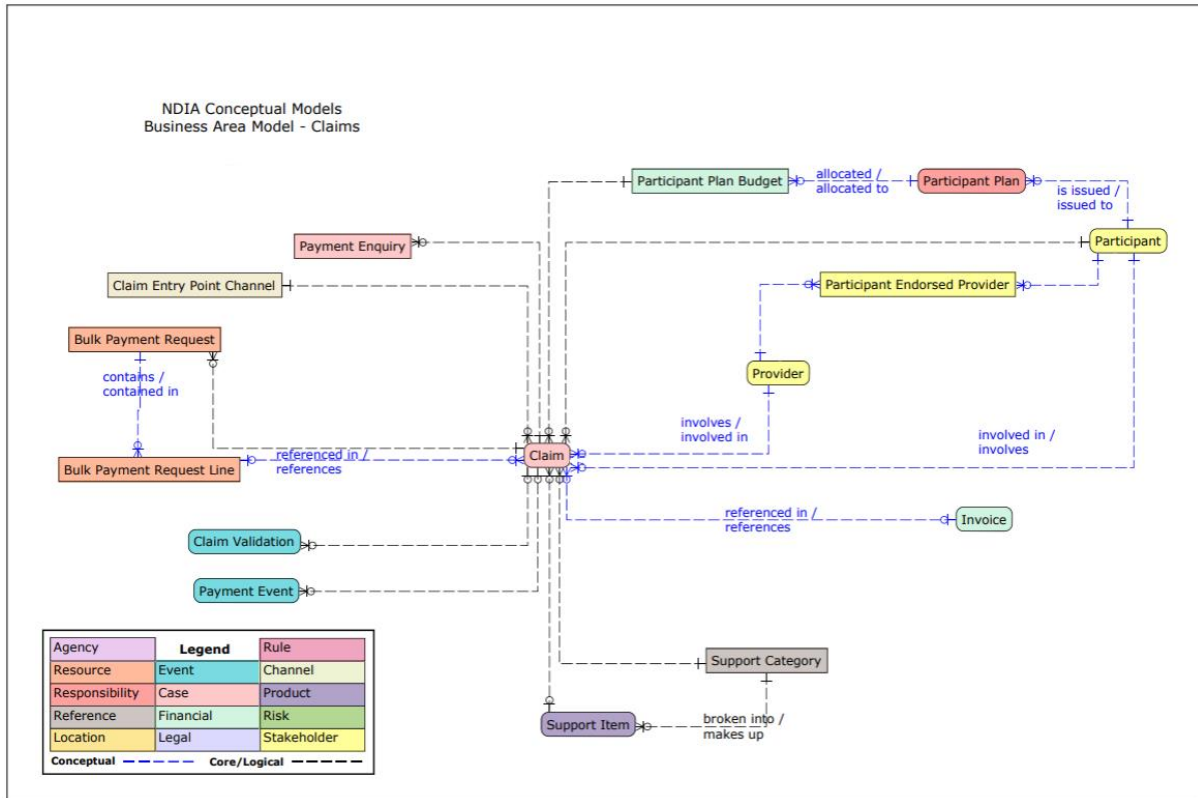 NDIA Conceptual Models
Business Area Model - Claims
Participant Plan Budget
allocated /
allocated to
Participant Plan
is issued /
issued to
Payment Enquiry
Participant
Claim Entry Point Channel
Participant Endorsed Provider
Bulk Payment Request
contains /
contained in
Provider
involves /
involved in
involved in /
involves
Bulk Payment Request Line
referenced in /
references
Claim
referenced in /
references
Invoice
Claim Validation
Payment Event
Support Category
Support Item
broken into /
makes up
Agency Legend Rule
Resource Event Channel
Responsibility Case Product
Reference Financial Risk
Location Legal Stakeholder
Conceptual Core/Logical